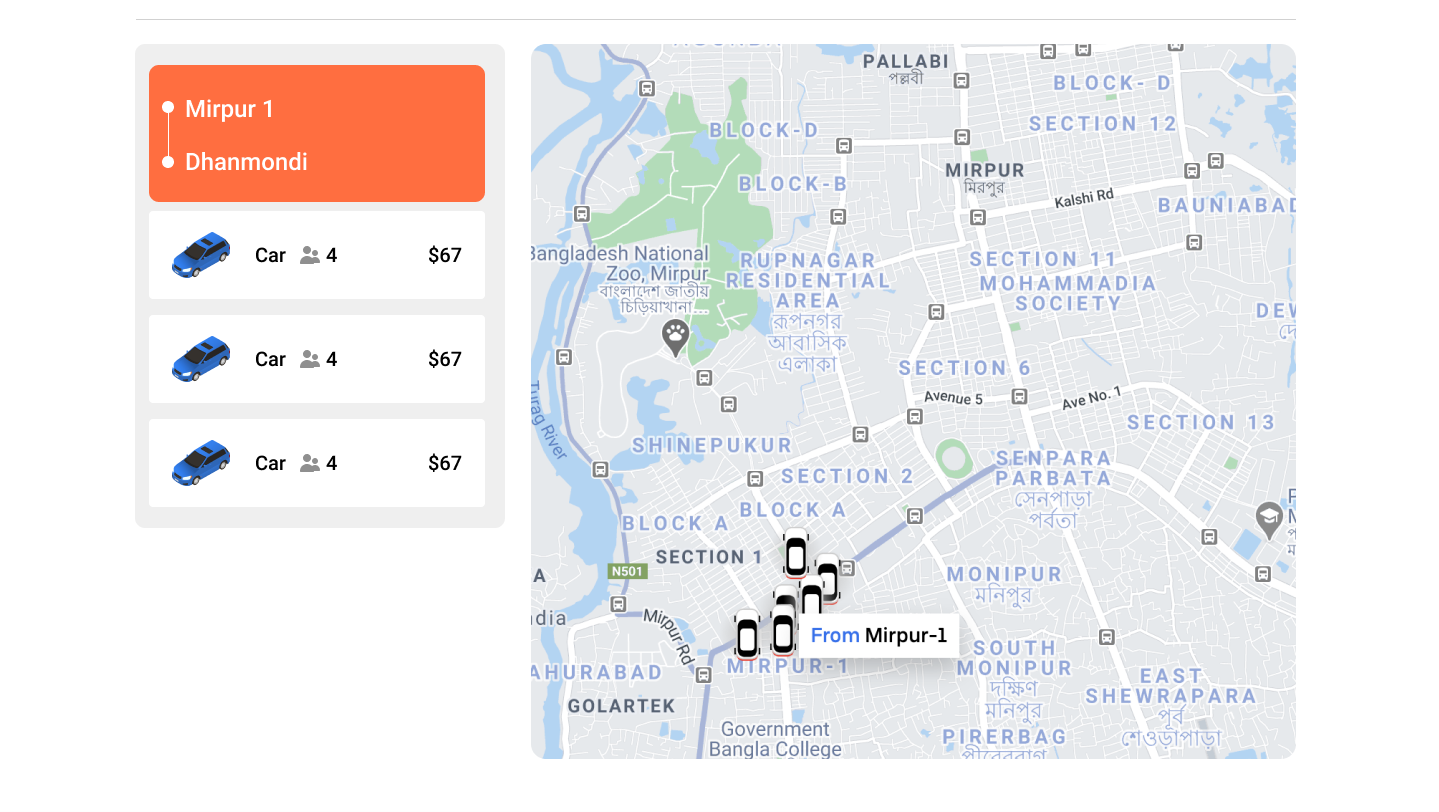 Mirpur 1
Dhanmondi
Car 4 $67
Car 4 $67
Car 4 $67
PALLABI
পল্লবী
BLOCK- D
BLOCK-D
SECTION 12
MIRPUR
মিরপুর
BLOCK-B
Kalshi Rd
BAUNIABAD
Bangladesh National
Zoo, Mirpur
বাংলাদেশ জাতীয়
চিড়িয়াখানা...
RUPNAGAR
RESIDENTIAL
AREA
রূপনগর
আবাসিক
এলাকা
SECTION 11
MOHAMMADIA
SOCIETY
DEW
SECTION 6
Avenue 5
Ave No. 1
SECTION 13
Turag River
SHINEPUKUR
SECTION 2
SENPARA
PARBATA
সেনপাড়া
পর্বতা
BLOCK A
BLOCK A
SECTION 1
N501
A
dia
Mirpur Rd
MONIPUR
মনিপুর
From Mirpur-1
MIRPUR-1
AHURABAD
GOLARTEK
SOUTH
MONIPUR
দক্ষিণ
মনিপুর
EAST
SHEWRAPARA
পূর্ব
শেওড়াপাড়া
Government
Bangla College
PIRERBAG
পীরেরবাগ